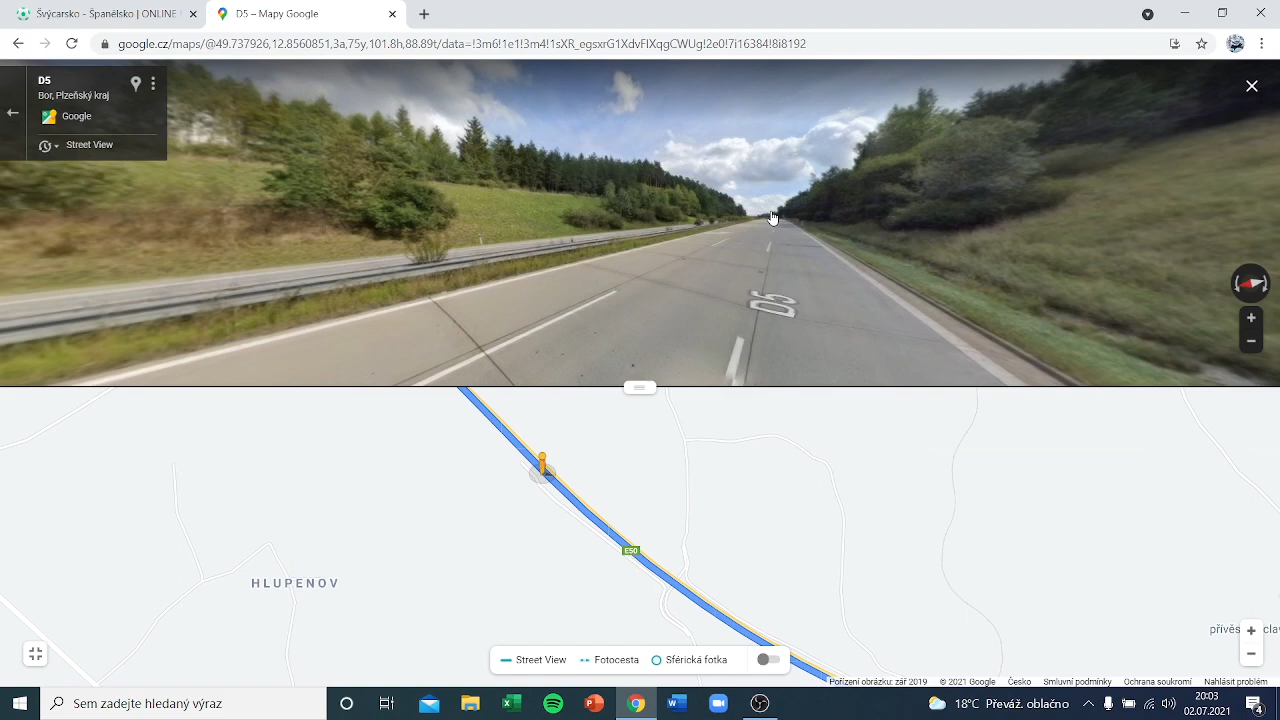 Švýcarsko - Španělsko | ONLINE
D5 – Mapy Google
google.cz/maps/@49.737926,12.8560851,3a,75y,101.8h,88.89t/data=!3m6!1e1!3m4!1sXR_egsxrG1XdvFIXqgCWUg!2e0!7i16384!8i8192
D5
Bor, Plzeňský kraj
Google
Street View
D5
E50
HLUPENOV
Street View
Fotocesta
Sférická fotka
Pořízení obrázku: zář 2019
© 2021 Google
Česko
Smluvní podmínky
Ochrana soukromí
Nahlásit problém
Sem zadejte hledaný výraz
18°C Převáž. oblačno
20:03
02.07.2021
4